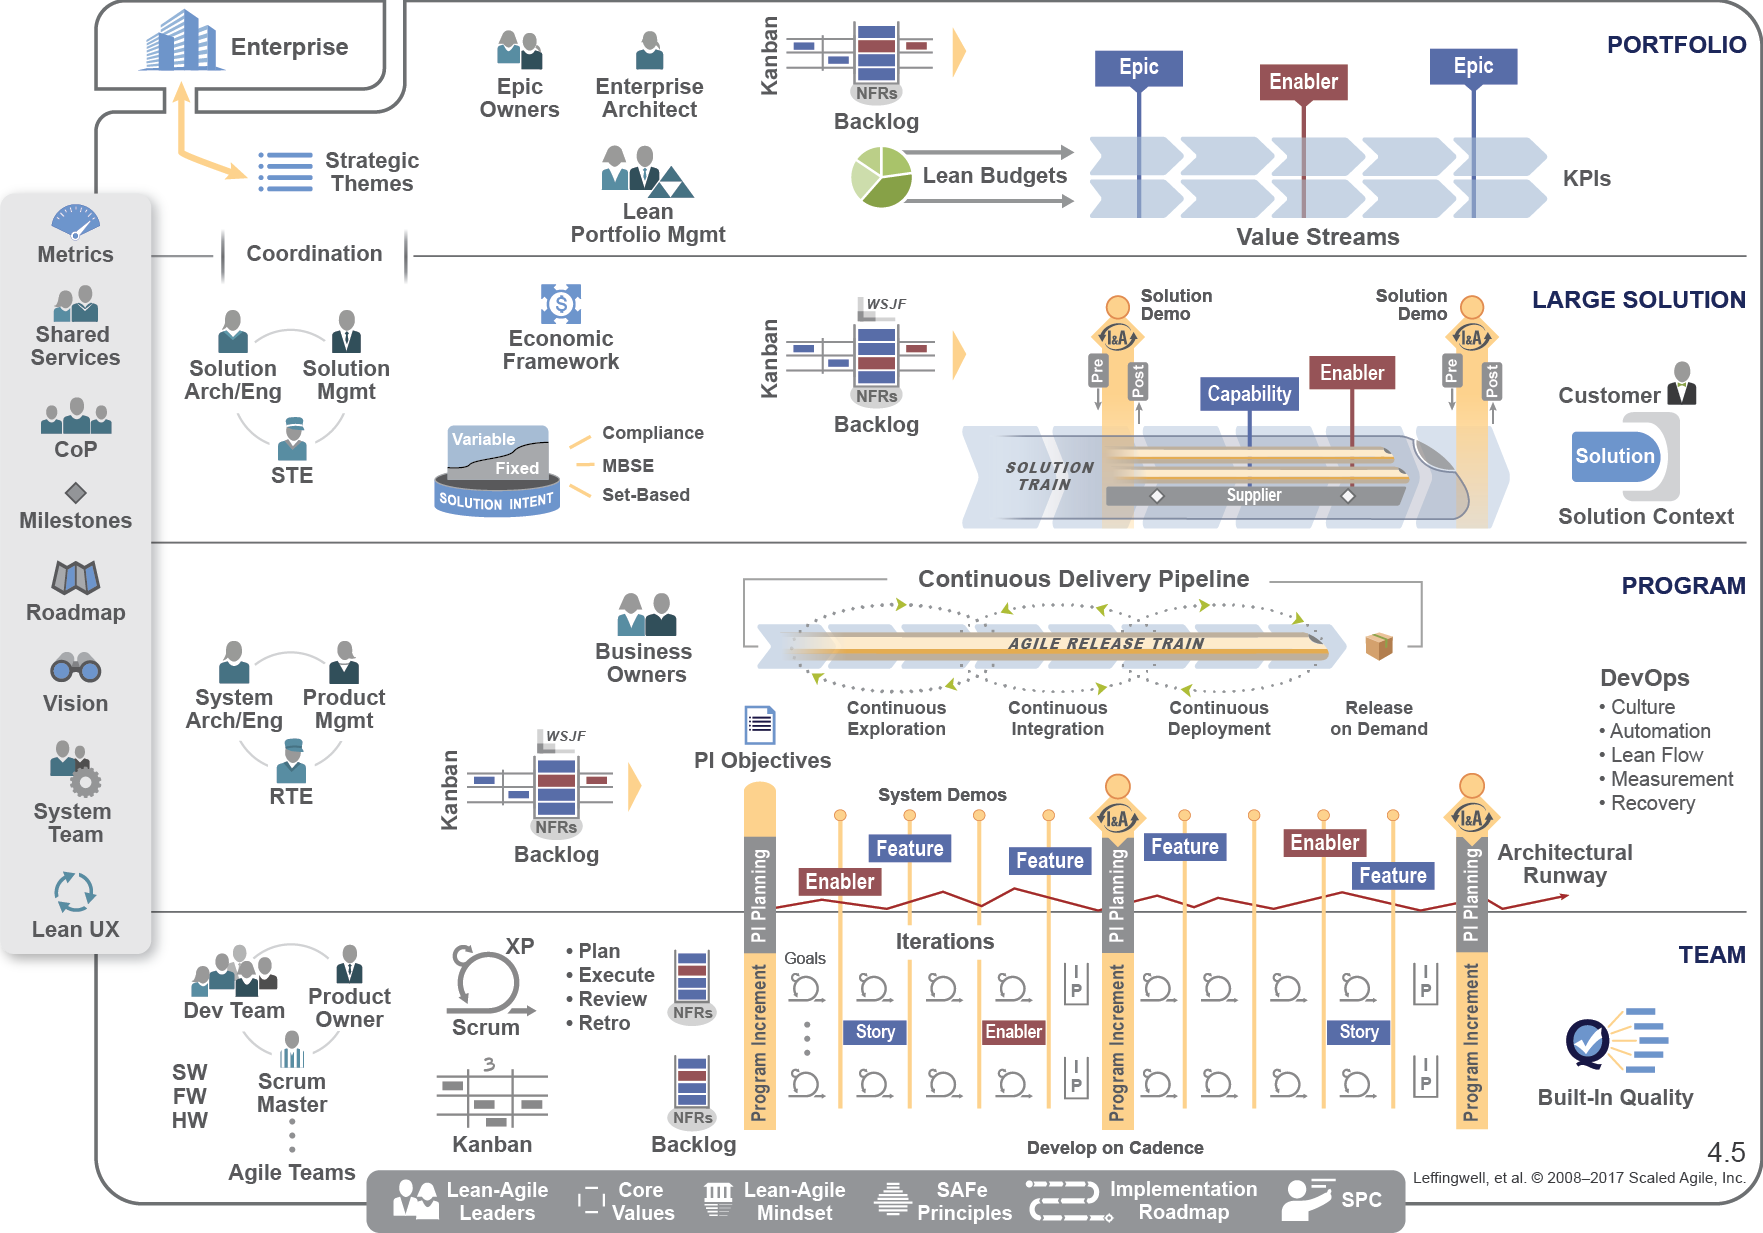 Enterprise
Epic
Owners
Enterprise
Architect
Kanban
NFRs
Backlog
Epic
Enabler
Epic
PORTFOLIO
Strategic
Themes
Lean
Portfolio Mgmt
Lean Budgets
KPIs
Value Streams
Metrics
Shared
Services
CoP
Milestones
Roadmap
Vision
System
Team
Lean UX
Coordination
Solution
Arch/Eng
Solution
Mgmt
STE
Economic
Framework
Variable
Fixed
SOLUTION INTENT
Compliance
MBSE
Set-Based
Kanban
WSJF
NFRs
Backlog
Solution
Demo
I&A
Pre
Post
Capability
Enabler
Solution
Demo
I&A
Pre
Post
SOLUTION
TRAIN
Supplier
LARGE SOLUTION
Customer
Solution
Solution Context
System
Arch/Eng
Product
Mgmt
RTE
Business
Owners
Kanban
WSJF
NFRs
Backlog
PI Objectives
Continuous Delivery Pipeline
AGILE RELEASE TRAIN
Continuous
Exploration
Continuous
Integration
Continuous
Deployment
Release
on Demand
PROGRAM
DevOps
• Culture
• Automation
• Lean Flow
• Measurement
• Recovery
System Demos
I&A
I&A
Enabler
Feature
Feature
Feature
Enabler
Feature
Architectural
Runway
PI Planning
PI Planning
PI Planning
Dev Team
Product
Owner
Scrum
Master
SW
FW
HW
Agile Teams
XP
Scrum
• Plan
• Execute
• Review
• Retro
3
Kanban
NFRs
NFRs
Backlog
Program Increment
Goals
Iterations
Story
Enabler
I
P
I
P
Program Increment
Story
I
P
I
P
Program Increment
Develop on Cadence
TEAM
Built-In Quality
4.5
Leffingwell, et al. © 2008–2017 Scaled Agile, Inc.
Lean-Agile
Leaders
Core
Values
Lean-Agile
Mindset
SAFe
Principles
Implementation
Roadmap
SPC